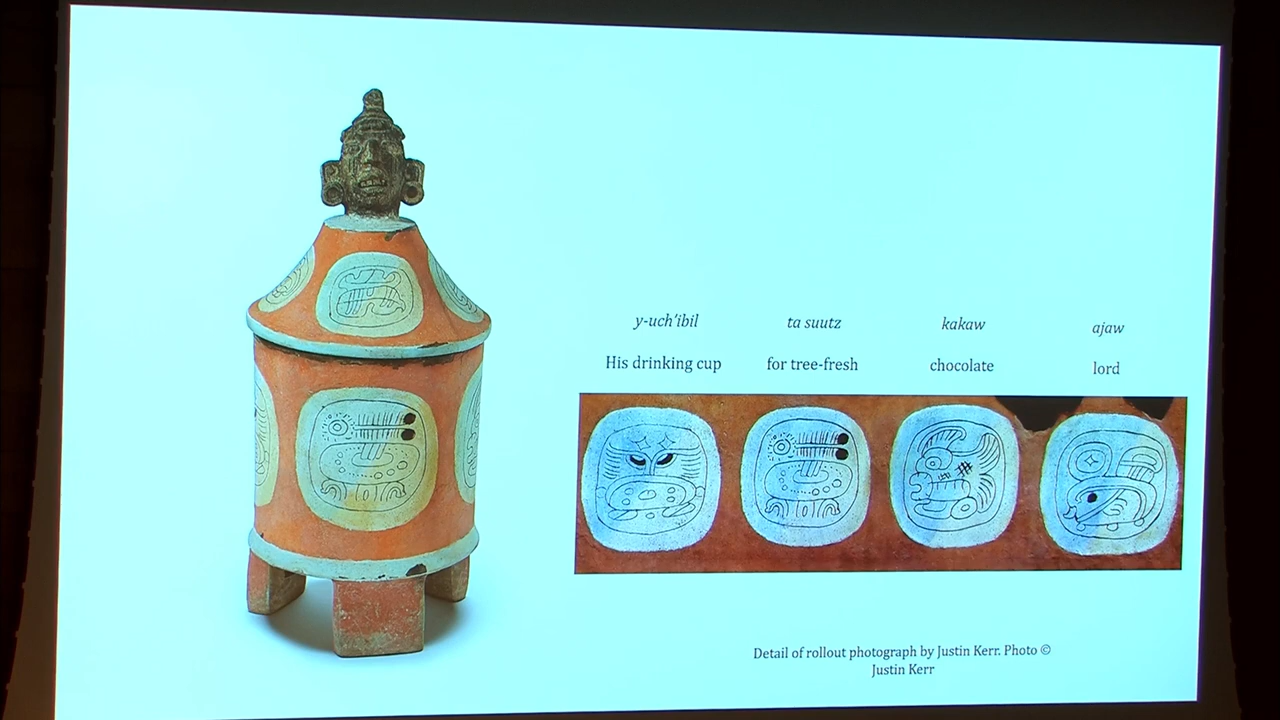 y-uch'ibil ta suutz kakaw ajaw
His drinking cup for tree-fresh chocolate lord
Detail of rollout photograph by Justin Kerr. Photo ©
Justin Kerr